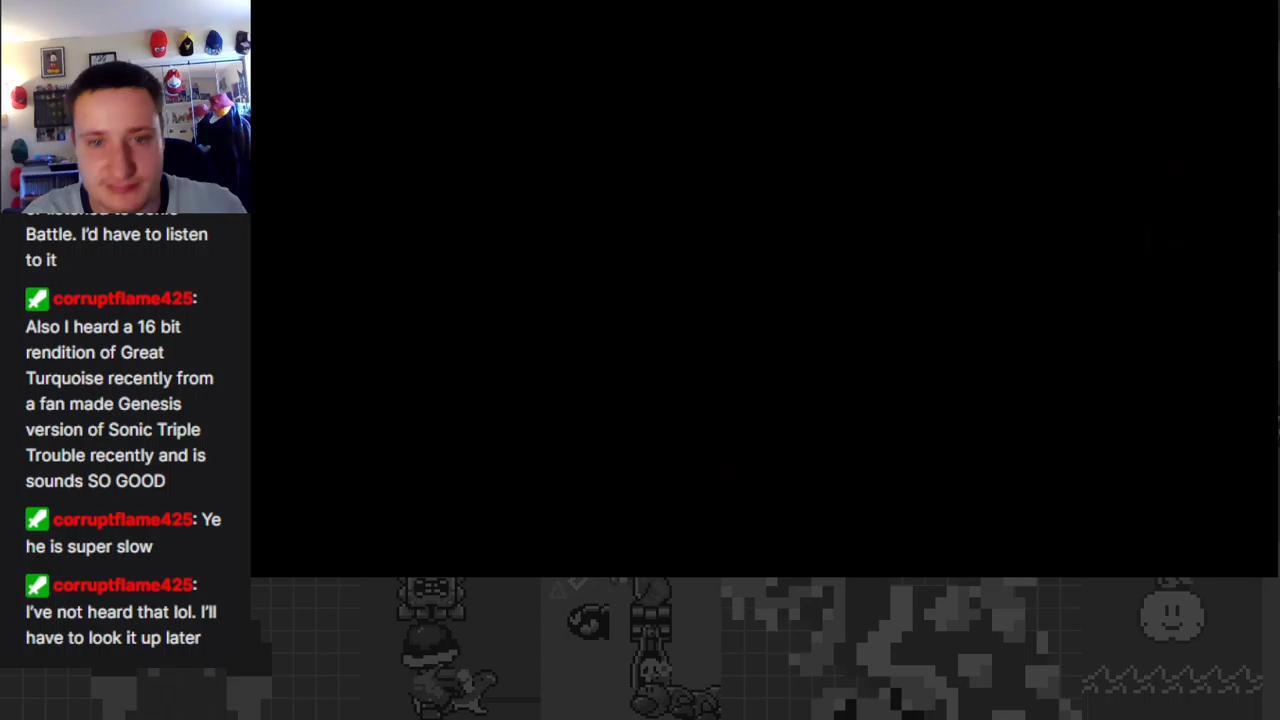 Battle. I'd have to listen
to it
corruptflame425:
Also I heard a 16 bit
rendition of Great
Turquoise recently from
a fan made Genesis
version of Sonic Triple
Trouble recently and is
sounds SO GOOD
corruptflame425: Ye
he is super slow
corruptflame425:
I've not heard that lol. I'll
have to look it up later